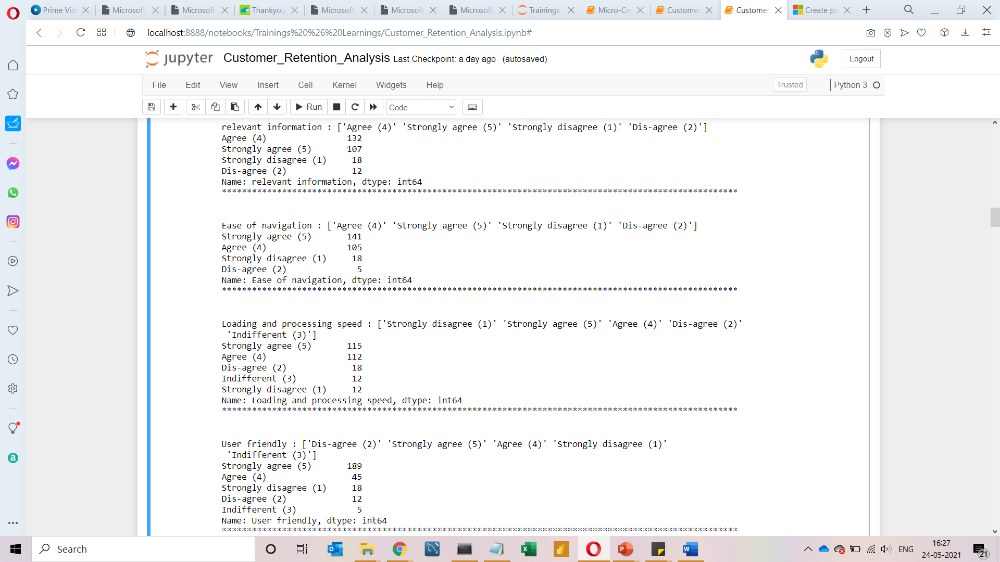 Prime Vid
Microsoft
Microsoft
Thankyou
Microsoft
Microsoft
Microsoft
Trainings
Micro-Cre
Customer
Customer
Create pr
localhost:8888/notebooks/Trainings%20%26%20Learnings/Customer_Retention_Analysis.ipynb#
jupyter Customer_Retention_Analysis Last Checkpoint: a day ago (autosaved)
Logout
File Edit View Insert Cell Kernel Widgets Help
Trusted
Python 3
Run
Code
relevant information : ['Agree (4)' 'Strongly agree (5)' 'Strongly disagree (1)' 'Dis-agree (2)']
Agree (4) 132
Strongly agree (5) 107
Strongly disagree (1) 18
Dis-agree (2) 12
Name: relevant information, dtype: int64
*******************************************************************************************************
Ease of navigation : ['Agree (4)' 'Strongly agree (5)' 'Strongly disagree (1)' 'Dis-agree (2)']
Strongly agree (5) 141
Agree (4) 105
Strongly disagree (1) 18
Dis-agree (2) 5
Name: Ease of navigation, dtype: int64
*******************************************************************************************************
Loading and processing speed : ['Strongly disagree (1)' 'Strongly agree (5)' 'Agree (4)' 'Dis-agree (2)'
'Indifferent (3)']
Strongly agree (5) 115
Agree (4) 112
Dis-agree (2) 18
Indifferent (3) 12
Strongly disagree (1) 12
Name: Loading and processing speed, dtype: int64
*******************************************************************************************************
User friendly : ['Dis-agree (2)' 'Strongly agree (5)' 'Agree (4)' 'Strongly disagree (1)'
'Indifferent (3)']
Strongly agree (5) 189
Agree (4) 45
Strongly disagree (1) 18
Dis-agree (2) 12
Indifferent (3) 5
Name: User friendly, dtype: int64
*******************************************************************************************************
Search
ENG
16:27
24-05-2021
21